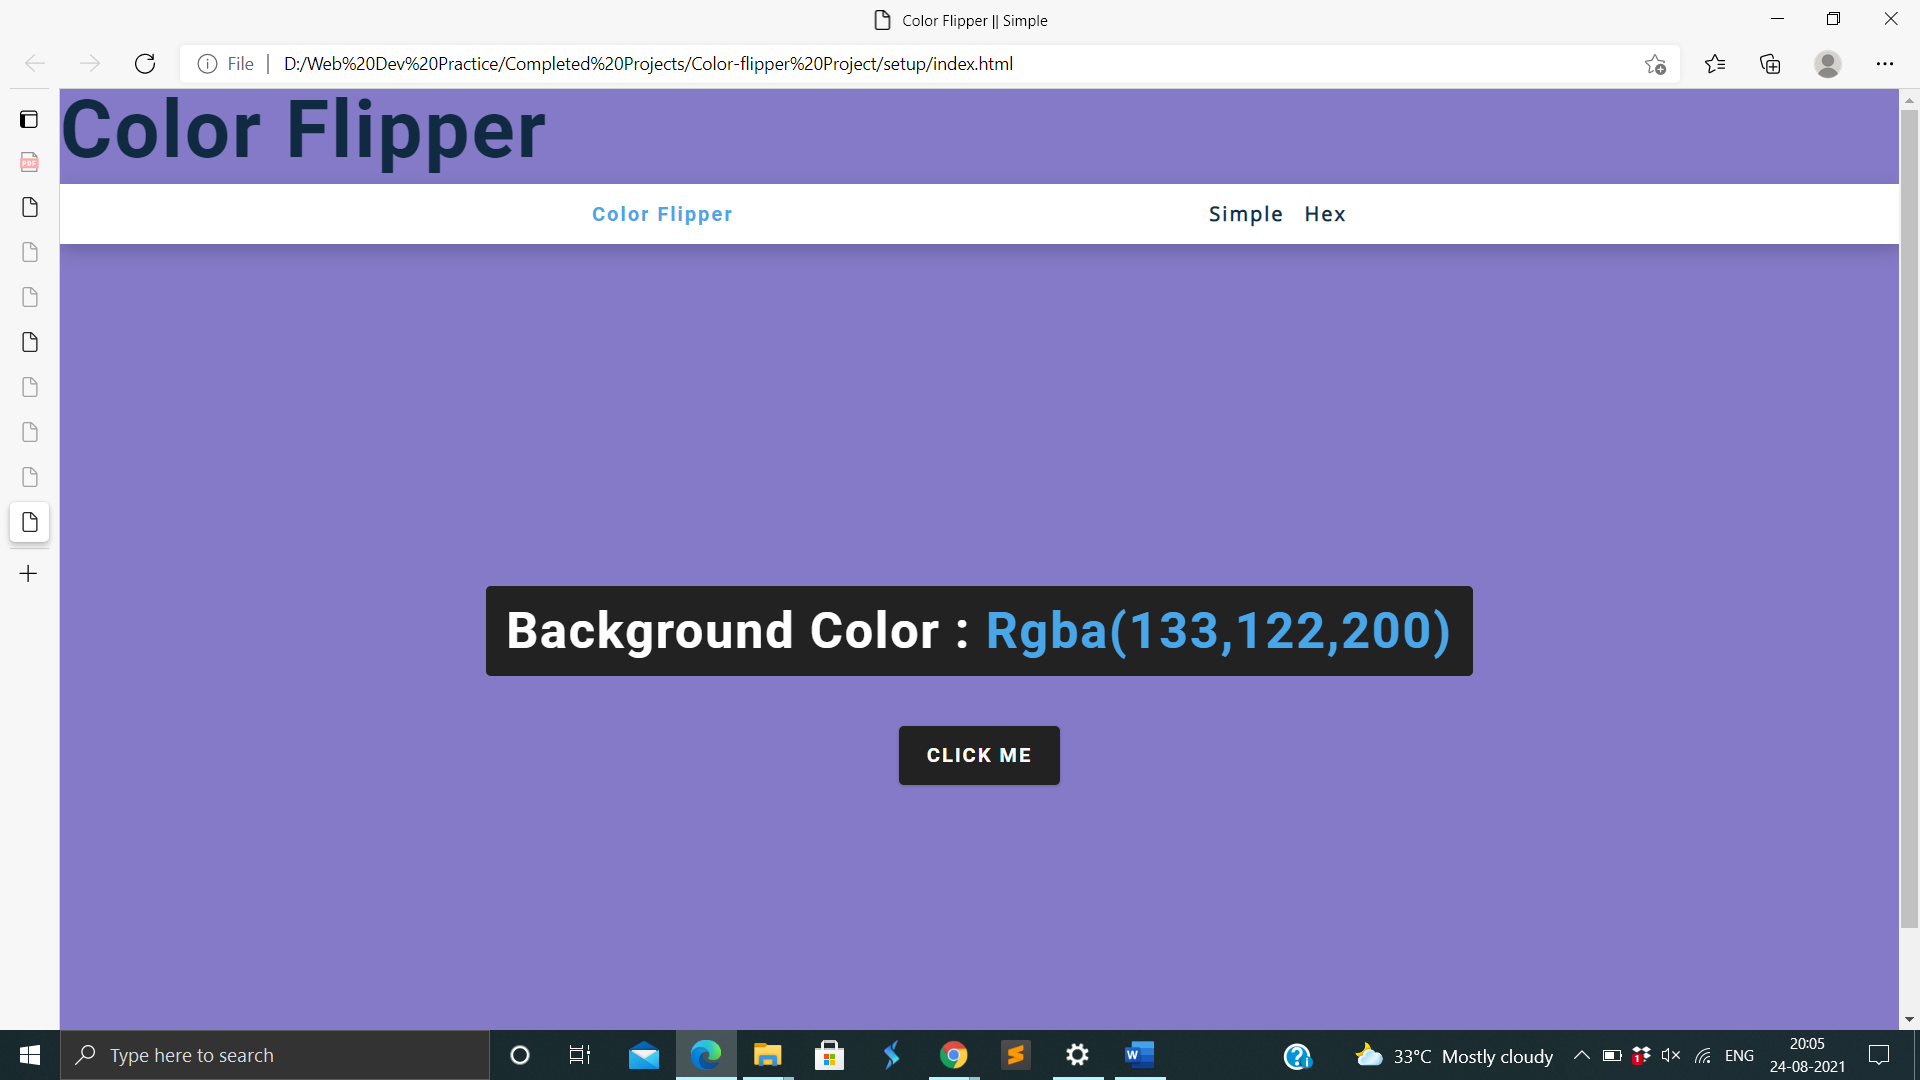 Color Flipper || Simple
File
D:/Web%20Dev%20Practice/Completed%20Projects/Color-flipper%20Project/setup/index.html
PDF
Color Flipper
Color Flipper
Simple Hex
Background Color : Rgba(133,122,200)
CLICK ME
Type here to search
W
33°C Mostly cloudy
1
ENG
20:05
24-08-2021